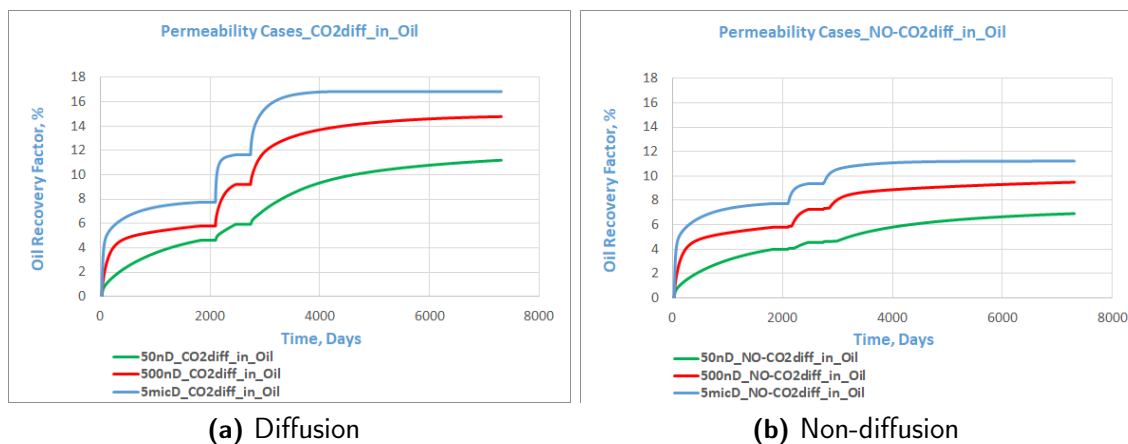 Permeability Cases_CO2diff_in_Oil
Oil Recovery Factor, %
18
16
14
12
10
8
6
4
2
0
0 2000 4000 6000 8000
Time, Days
50nD_CO2diff_in_Oil
500nD_CO2diff_in_Oil
5micD_CO2diff_in_Oil
(a) Diffusion
Permeability Cases_NO-CO2diff_in_Oil
Oil Recovery Factor, %
18
16
14
12
10
8
6
4
2
0
0 2000 4000 6000 8000
Time, Days
50nD_NO-CO2diff_in_Oil
500nD_NO-CO2diff_in_Oil
5micD_NO-CO2diff_in_Oil
(b) Non-diffusion